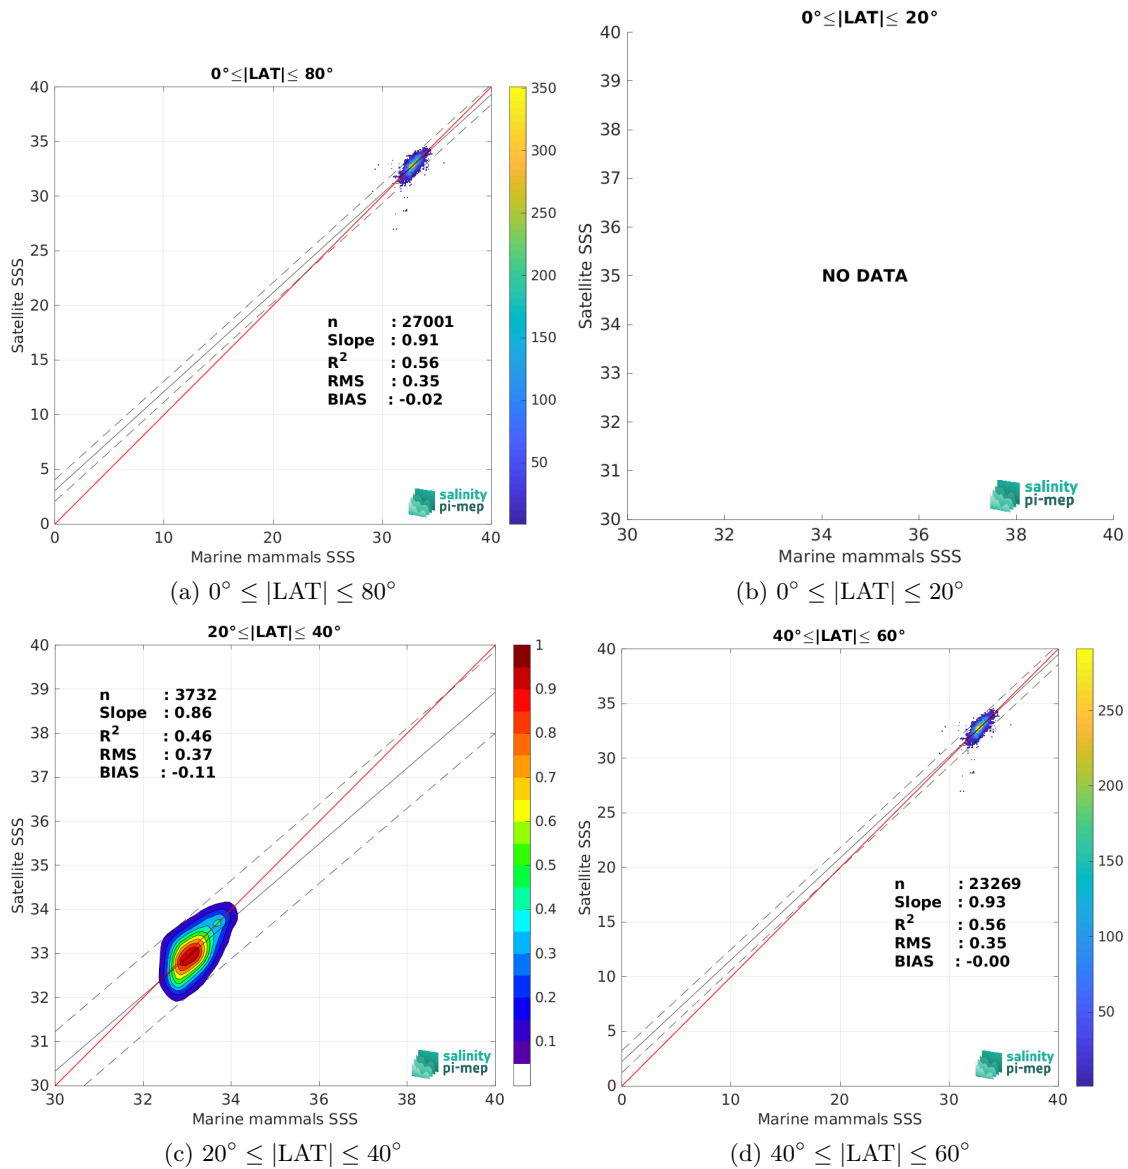 0°≤|LAT|≤ 80°
40
35
30
25
20
15
10
5
0
0
10
20
30
40
Satellite SSS
Marine mammals SSS
n : 27001
Slope : 0.91
R² : 0.56
RMS : 0.35
BIAS : -0.02
salinity
pi-mep
350
300
250
200
150
100
50
(a) 0° ≤ |LAT| ≤ 80°
0°≤|LAT|≤ 20°
40
39
38
37
36
35
34
33
32
31
30
30
32
34
36
38
40
Satellite SSS
Marine mammals SSS
NO DATA
salinity
pi-mep
(b) 0° ≤ |LAT| ≤ 20°
20°≤|LAT|≤ 40°
40
39
38
37
36
35
34
33
32
31
30
30
32
34
36
38
40
Satellite SSS
Marine mammals SSS
n : 3732
Slope : 0.86
R² : 0.46
RMS : 0.37
BIAS : -0.11
salinity
pi-mep
1
0.9
0.8
0.7
0.6
0.5
0.4
0.3
0.2
0.1
(c) 20° ≤ |LAT| ≤ 40°
40°≤|LAT|≤ 60°
40
35
30
25
20
15
10
5
0
0
10
20
30
40
Satellite SSS
Marine mammals SSS
n : 23269
Slope : 0.93
R² : 0.56
RMS : 0.35
BIAS : -0.00
salinity
pi-mep
250
200
150
100
50
(d) 40° ≤ |LAT| ≤ 60°